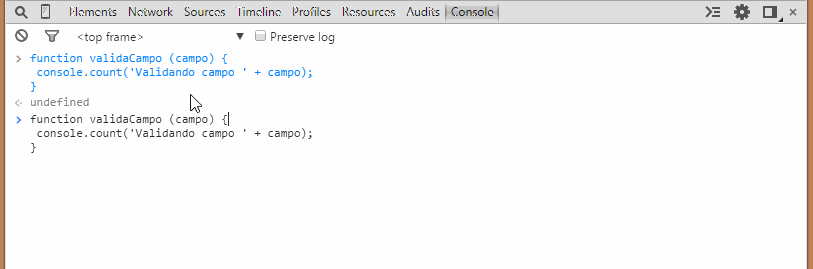 Elements Network Sources Timeline Profiles Resources Audits Console
<top frame> Preserve log
function validaCampo (campo) {
console.count('Validando campo ' + campo);
}
undefined
function validaCampo (campo) {
console.count('Validando campo ' + campo);
}